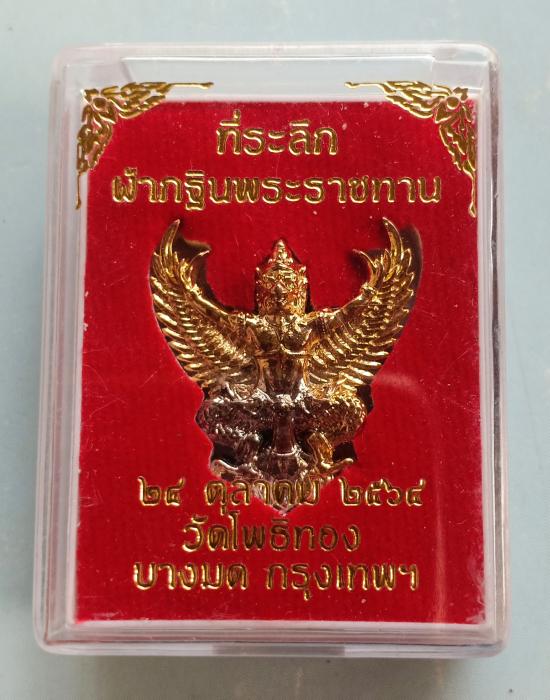 ที่ระลึก
ผ้ากฐินพระราชทาน
๒๔ ตุลาคม ๒๕๖๔
วัดโพธิทอง
บางมด กรุงเทพฯ